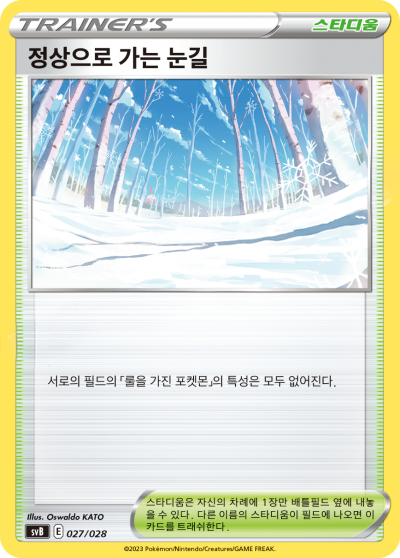 TRAINER'S
스타디움
정상으로 가는 눈길
서로의 필드의 「룰을 가진 포켓몬」의 특성은 모두 없어진다.
Illus. Oswaldo KATO
svB E 027/028
스타디움은 자신의 차례에 1장만 배틀필드 옆에 내놓
을 수 있다. 다른 이름의 스타디움이 필드에 나오면 이
카드를 트래쉬한다.
©2023 Pokémon/Nintendo/Creatures/GAME FREAK.